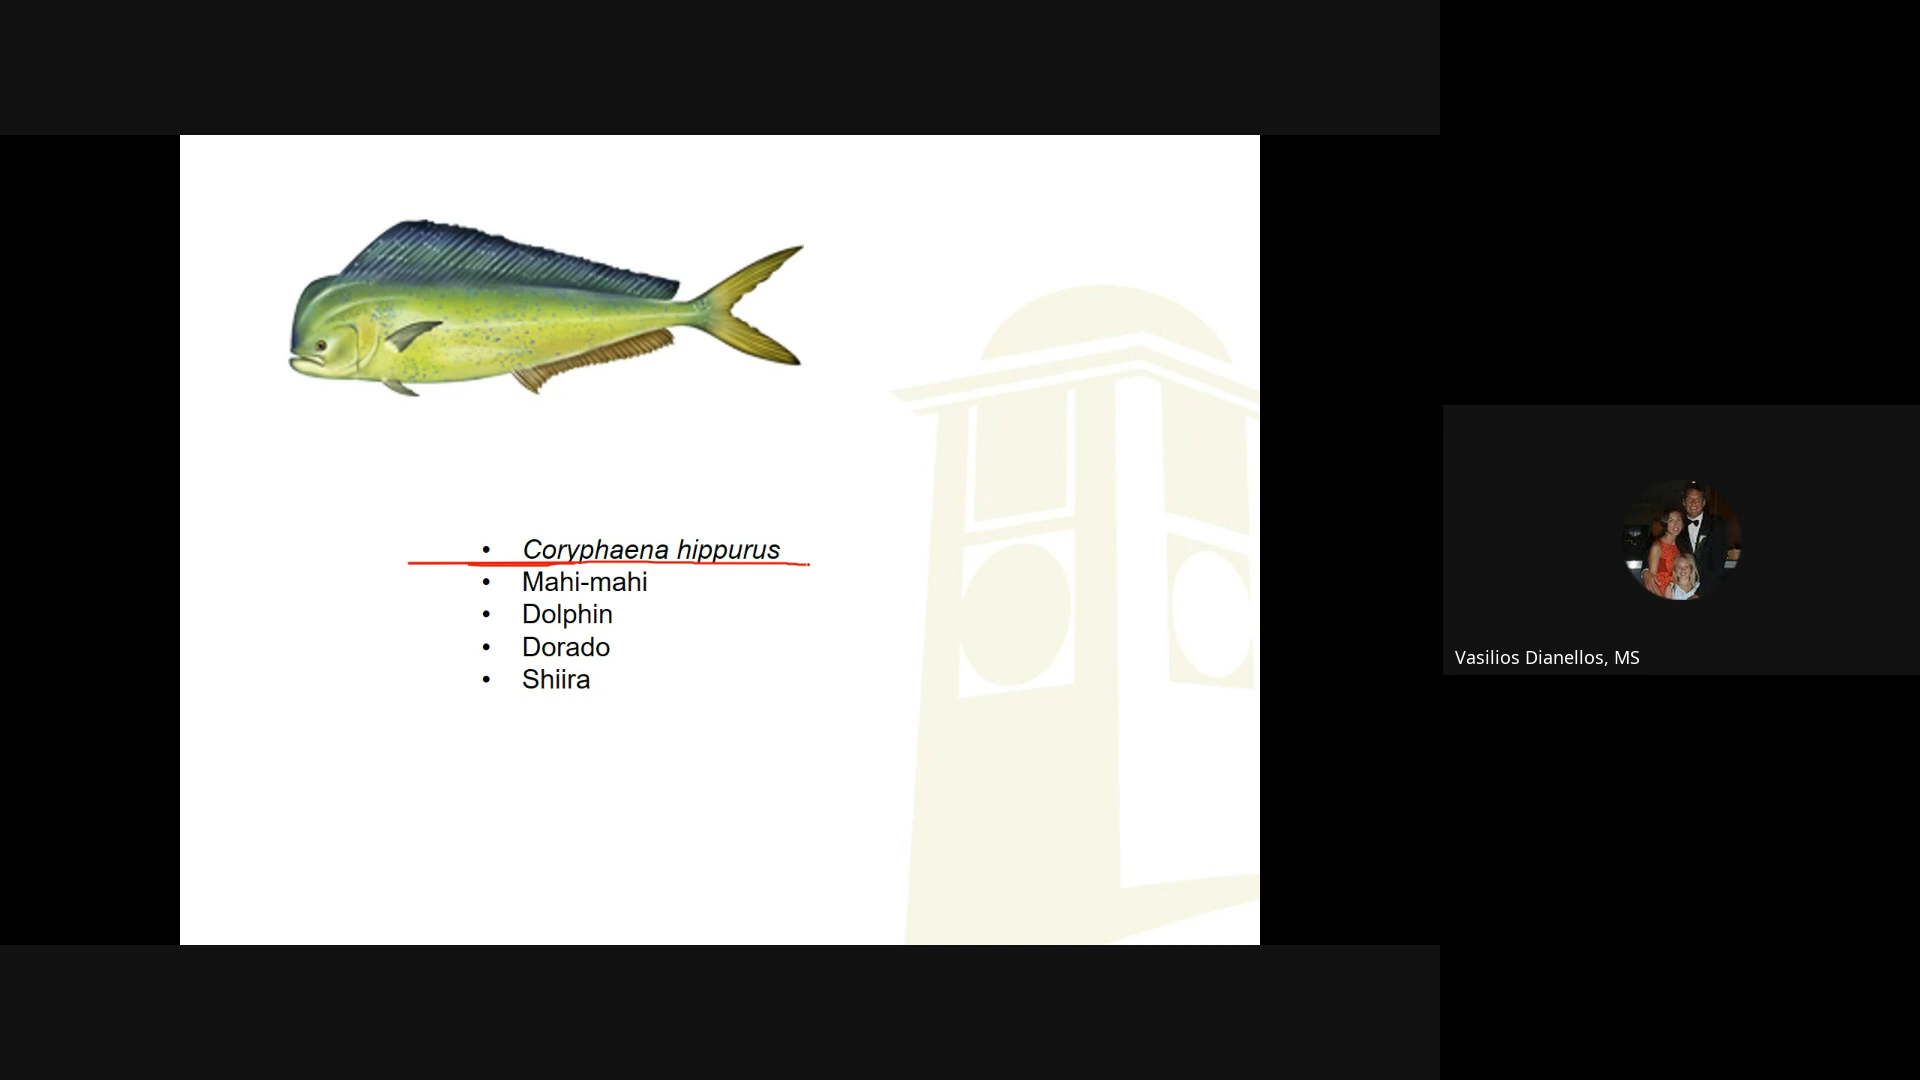 Coryphaena hippurus
Mahi-mahi
Dolphin
Dorado
Shiira
Vasilios Dianellos, MS